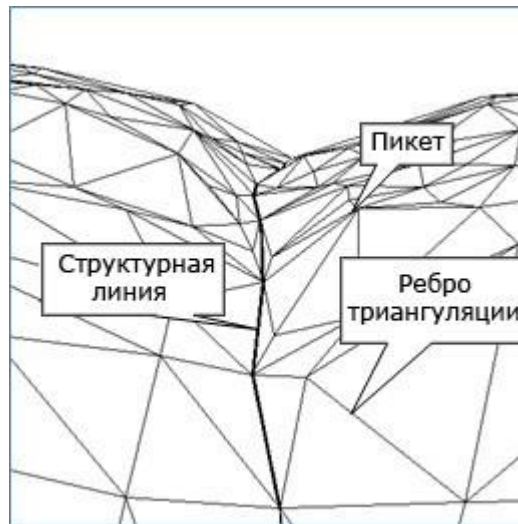 Пикет
Структурная
линия
Ребро
триангуляции